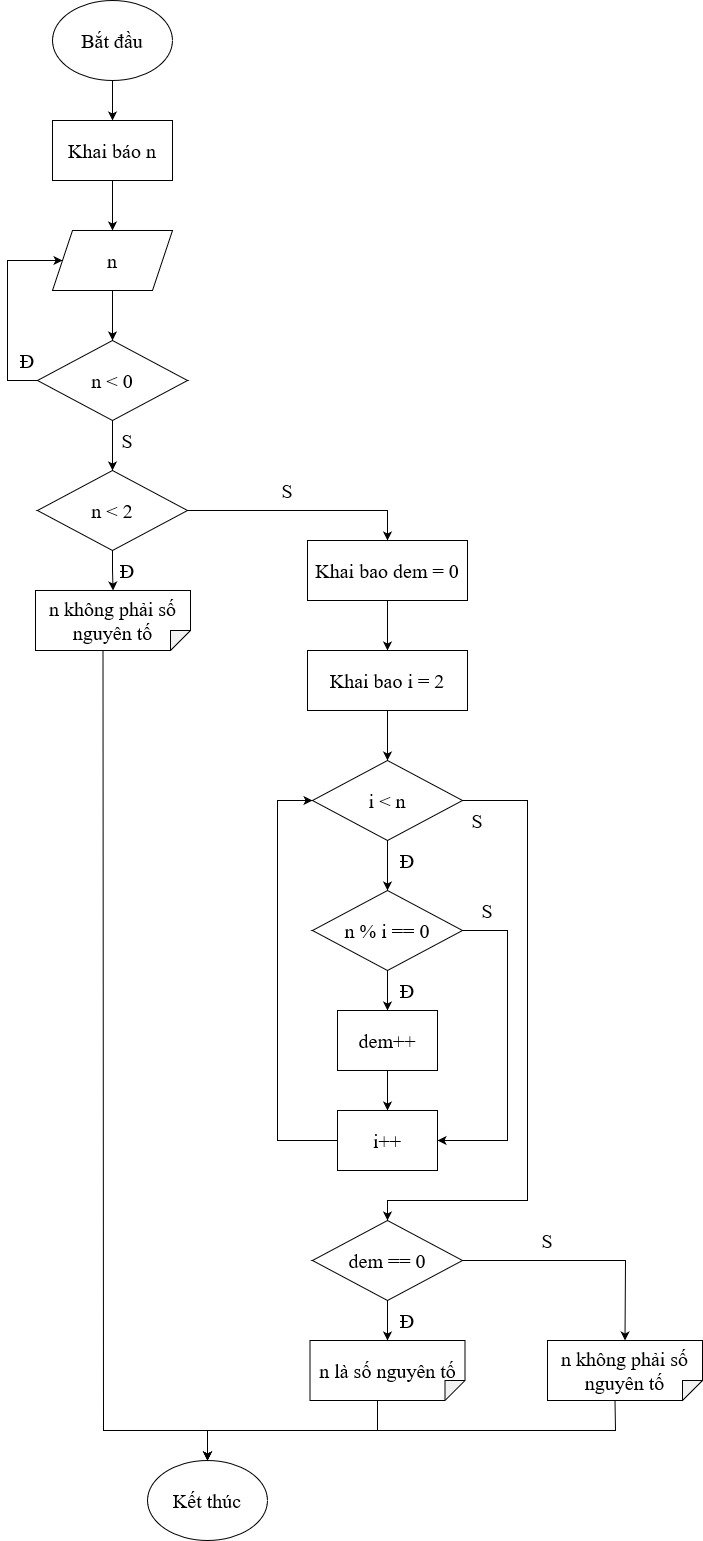 Bắt đầu
Khai báo n
n
Đ
n < 0
S
S
n < 2
Đ
Khai bao dem = 0
n không phải số
nguyên tố
Khai bao i = 2
i < n
S
Đ
S
n % i == 0
Đ
dem++
i++
S
dem == 0
Đ
n là số nguyên tố
n không phải số
nguyên tố
Kết thúc